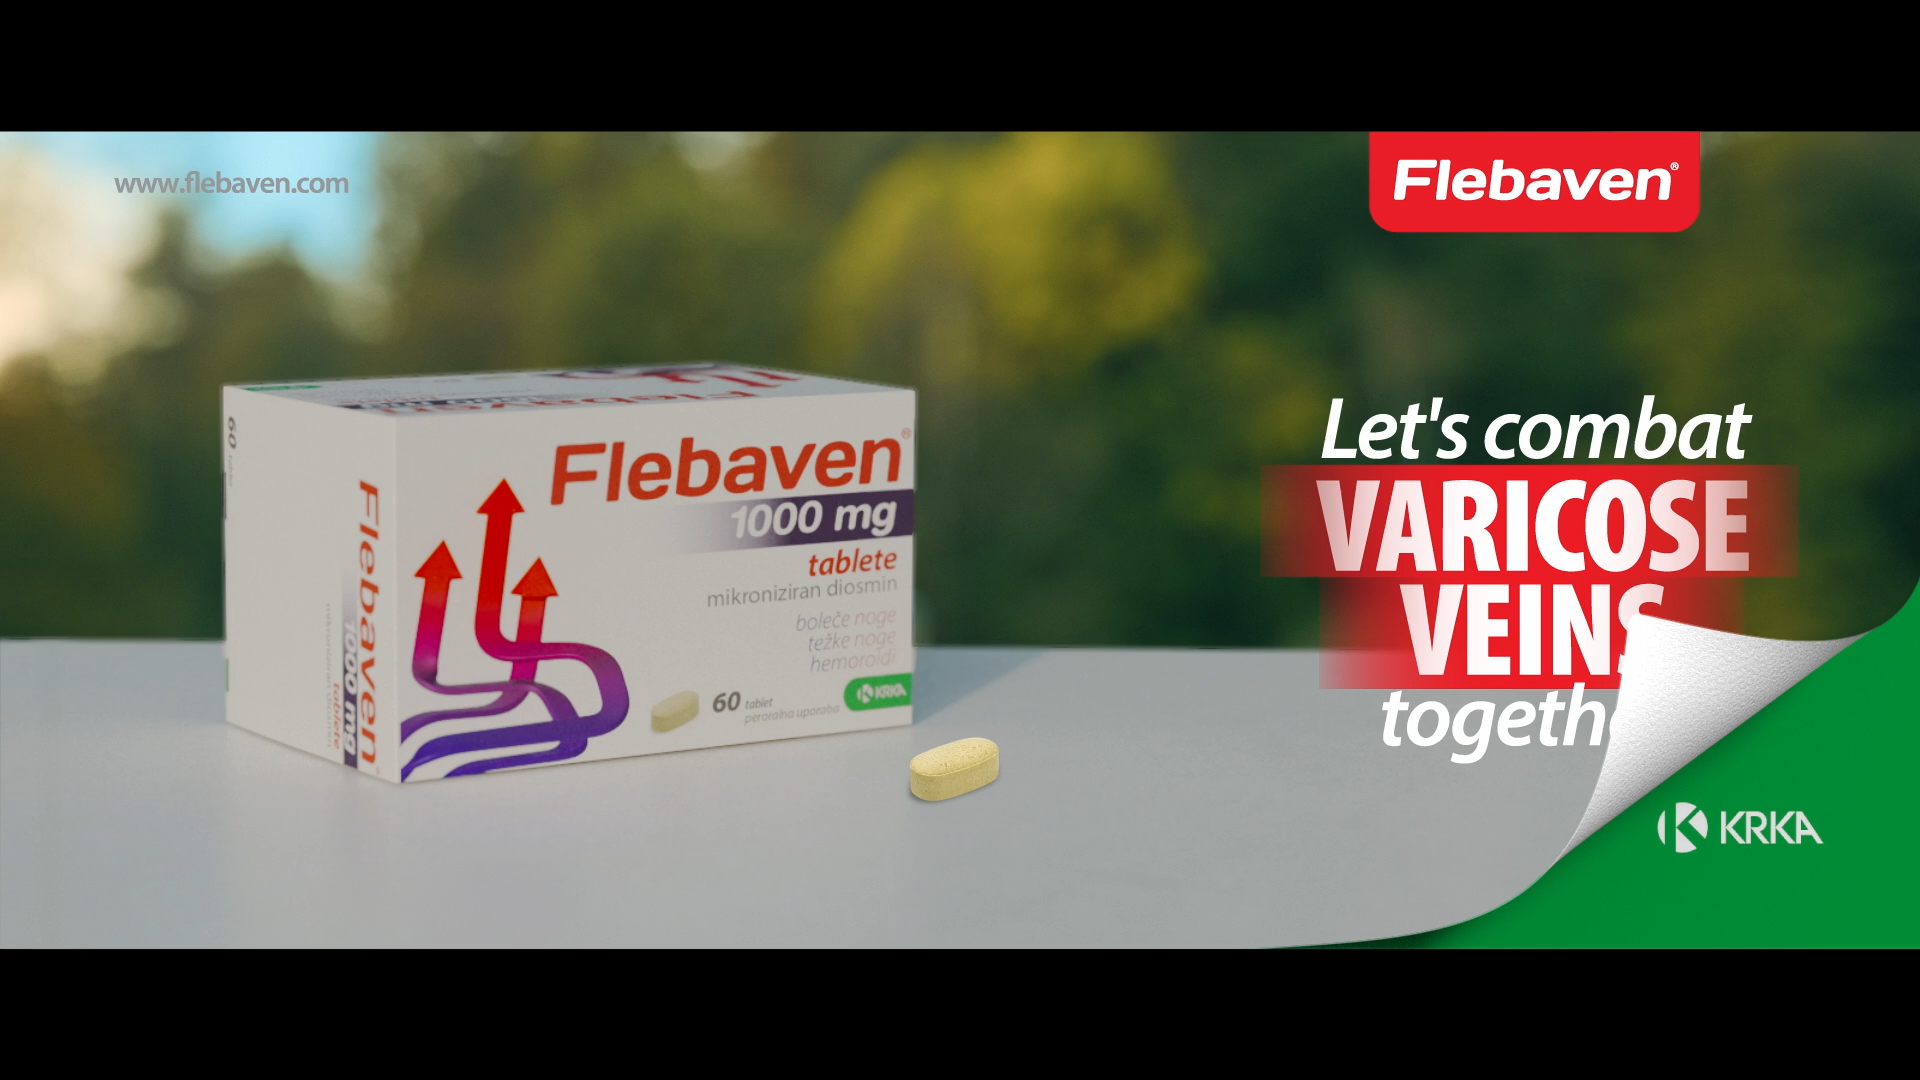 www.flebaven.com
Flebaven®
Let's combat
VARICOSE
VEINS
togeth
KRKA
Flebaven®
1000 mg
tablete
mikroniziran diosmin
boleče noge
težke noge
hemoroidi
60 tablet
peroralna uporaba
KRKA
60
Flebaven
1000 mg
tablete